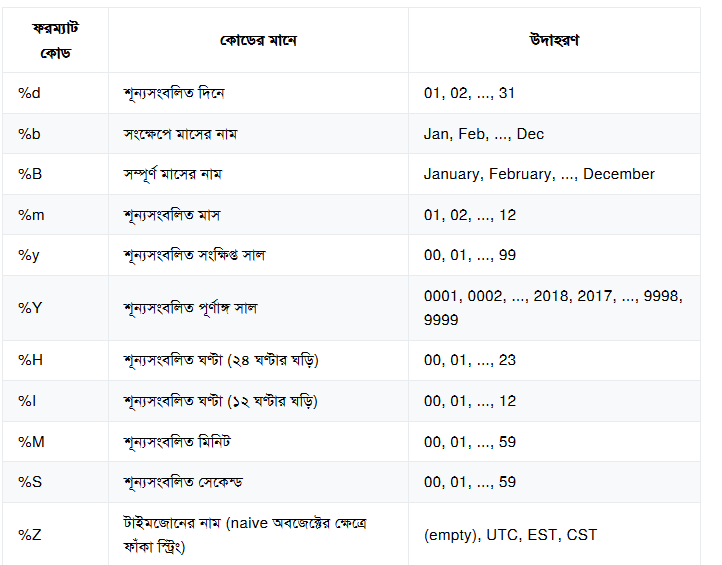 ফরম্যাট কোড	কোডের মানে	উদাহরণ
%d	শূন্যসংবলিত দিনে	01, 02, ..., 31
%b	সংক্ষেপে মাসের নাম	Jan, Feb, ..., Dec
%B	সম্পূর্ণ মাসের নাম	January, February, ..., December
%m	শূন্যসংবলিত মাস	01, 02, ..., 12
%y	শূন্যসংবলিত সংক্ষিপ্ত সাল	00, 01, ..., 99
%Y	শূন্যসংবলিত পূর্ণাঙ্গ সাল	0001, 0002, ..., 2018, 2017, ..., 9998, 9999
%H	শূন্যসংবলিত ঘণ্টা (২৪ ঘণ্টার ঘড়ি)	00, 01, ..., 23
%I	শূন্যসংবলিত ঘণ্টা (১২ ঘণ্টার ঘড়ি)	00, 01, ..., 12
%M	শূন্যসংবলিত মিনিট	00, 01, ..., 59
%S	শূন্যসংবলিত সেকেন্ড	00, 01, ..., 59
%Z	টাইমজোনের নাম (naive অবজেক্টের ক্ষেত্রে ফাঁকা স্ট্রিং)	(empty), UTC, EST, CST